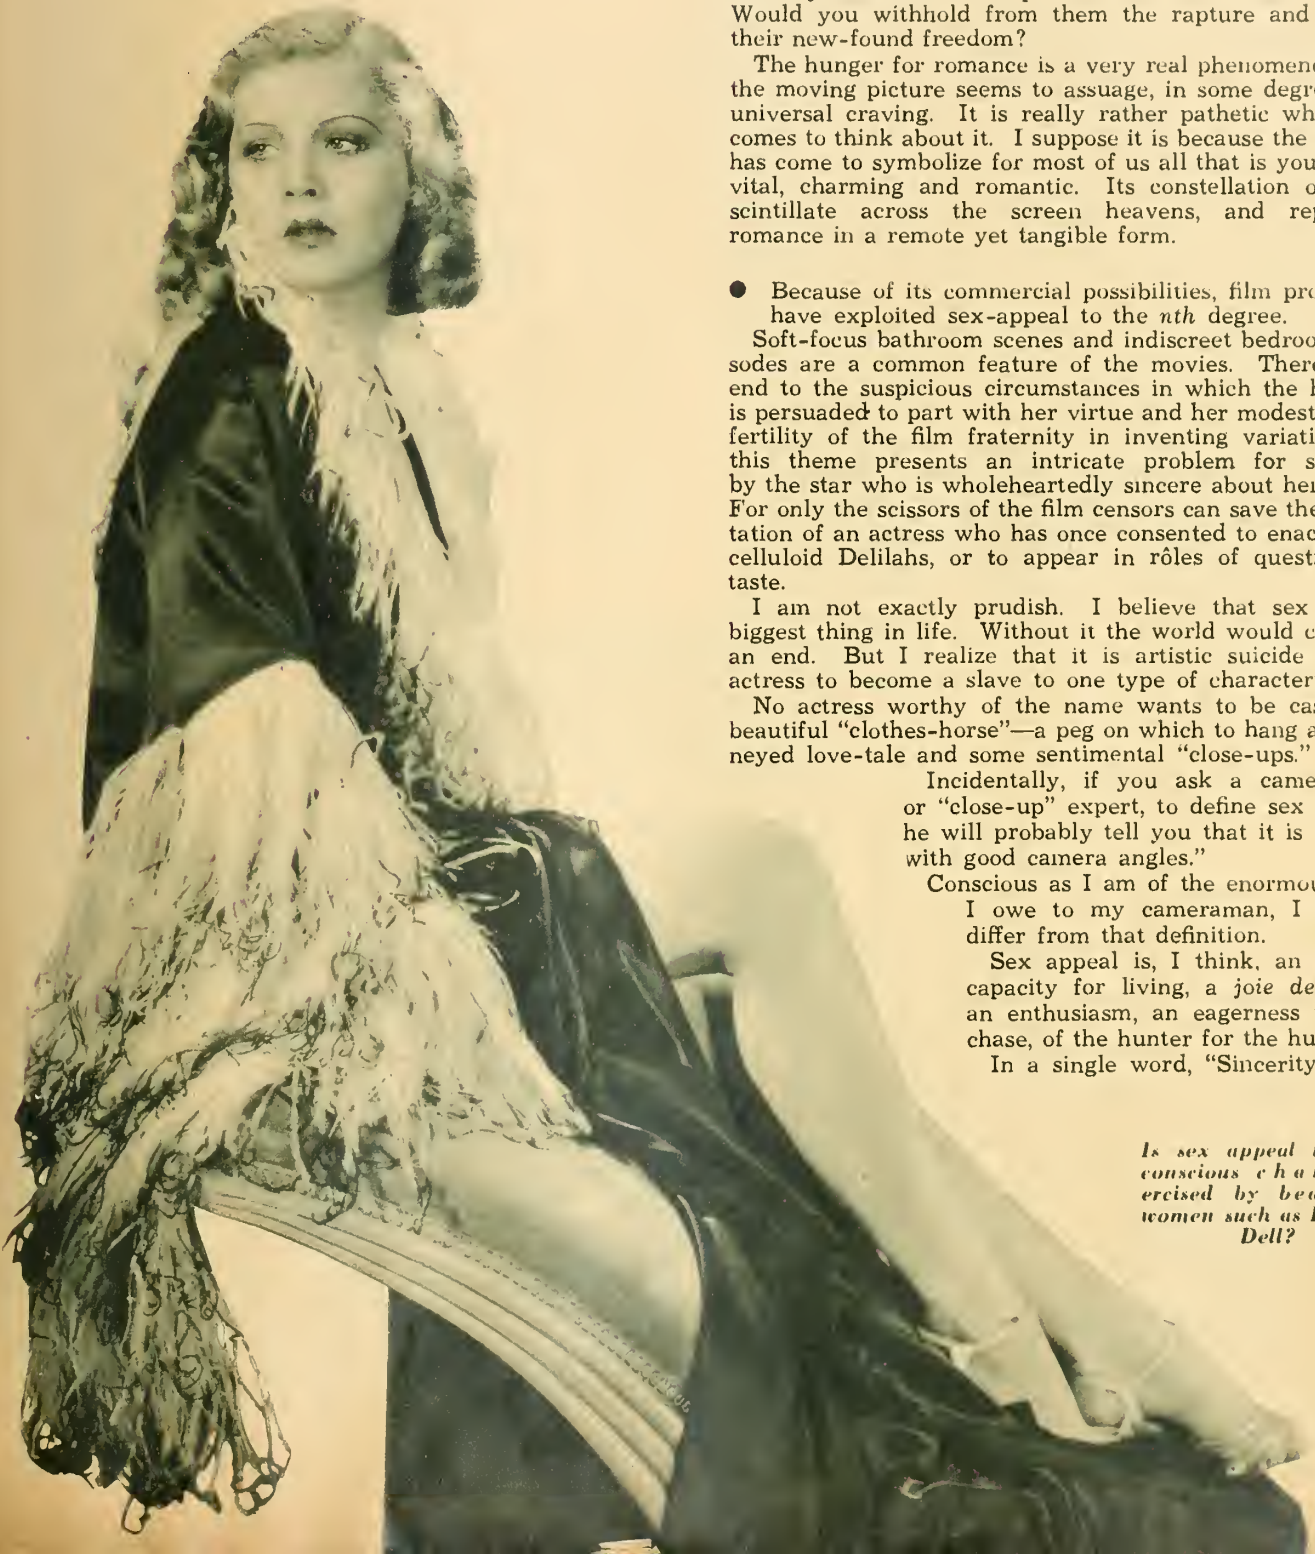 Would you withhold from them the rapture and
their new-found freedom?
The hunger for romance is a very real phenomen
the moving picture seems to assuage, in some degr
universal craving. It is really rather pathetic wh
comes to think about it. I suppose it is because the
has come to symbolize for most of us all that is you
vital, charming and romantic. Its constellation o
scintillate across the screen heavens, and re
romance in a remote yet tangible form.
● Because of its commercial possibilities, film pro
have exploited sex-appeal to the nth degree.
Soft-focus bathroom scenes and indiscreet bedroo
sodes are a common feature of the movies. There
end to the suspicious circumstances in which the
is persuaded to part with her virtue and her modest
fertility of the film fraternity in inventing variati
this theme presents an intricate problem for s
by the star who is wholeheartedly sincere about her
For only the scissors of the film censors can save the
tation of an actress who has once consented to enac
celluloid Delilahs, or to appear in rôles of quest
taste.
I am not exactly prudish. I believe that sex
biggest thing in life. Without it the world would c
an end. But I realize that it is artistic suicide
actress to become a slave to one type of character
No actress worthy of the name wants to be ca
beautiful "clothes-horse"—a peg on which to hang a
neyed love-tale and some sentimental "close-ups."
Incidentally, if you ask a came
or "close-up" expert, to define sex
he will probably tell you that it is
with good camera angles."
Conscious as I am of the enormou
I owe to my cameraman, I
differ from that definition.
Sex appeal is, I think, an
capacity for living, a joie de
an enthusiasm, an eagerness
chase, of the hunter for the hu
In a single word, "Sincerity
Is sex appeal
conscious cha
ercised by bea
women such as
Dell?